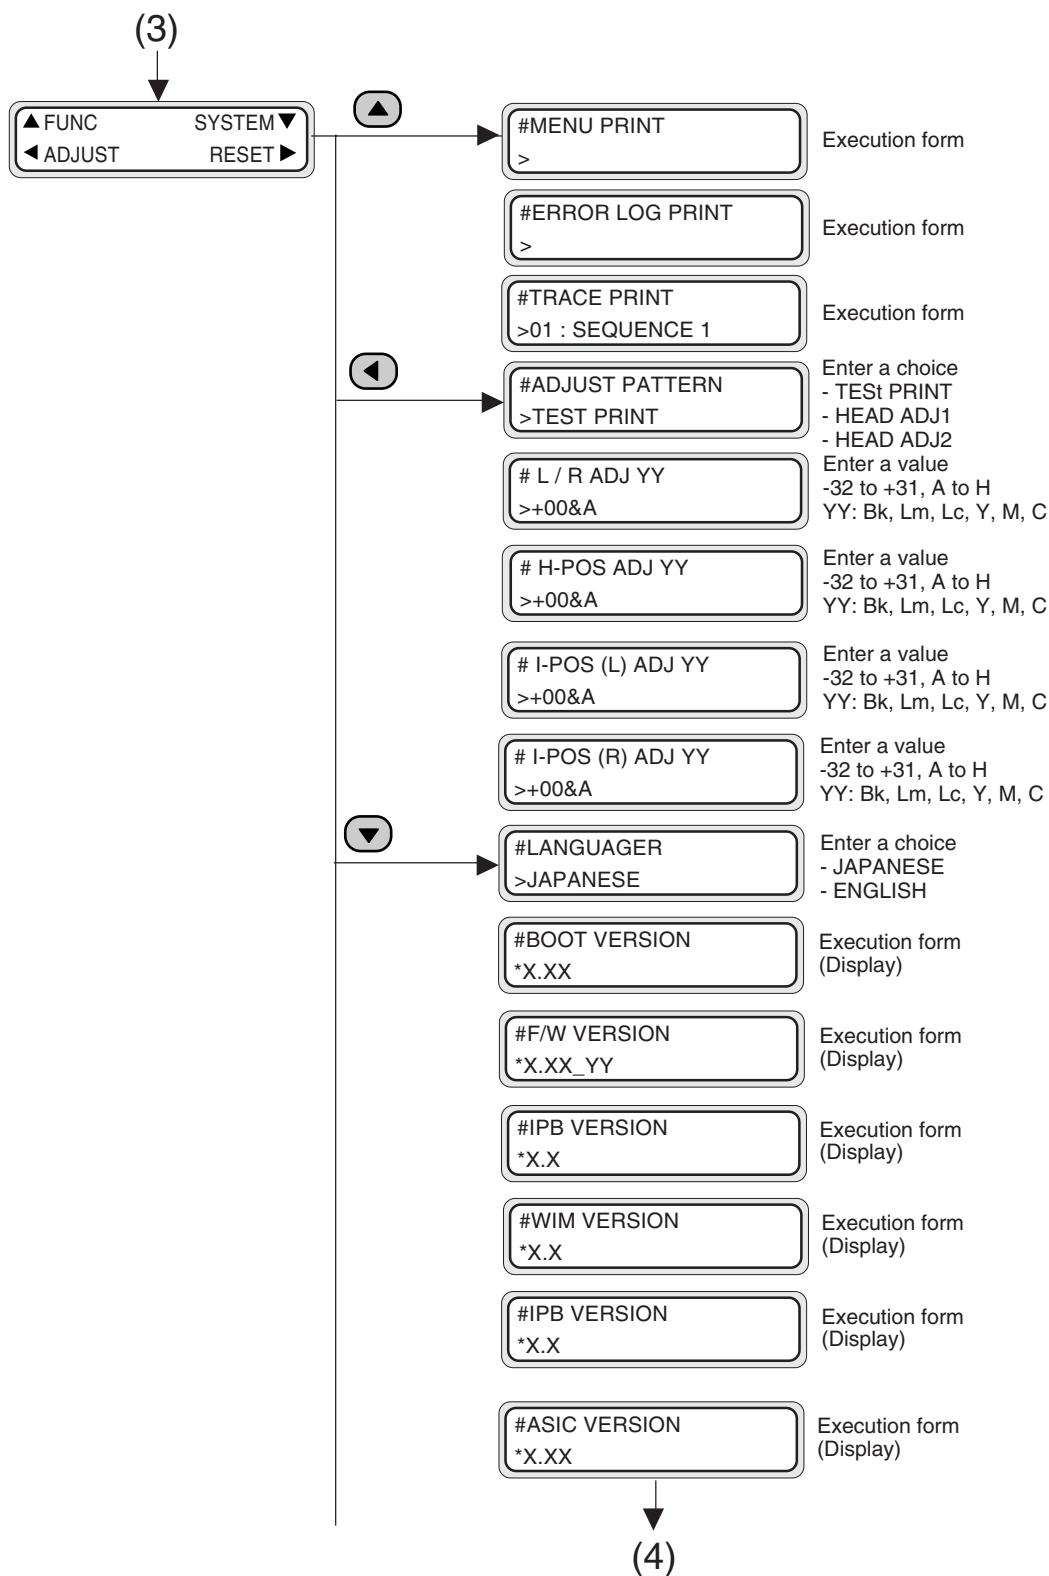 (3)
▲FUNC SYSTEM▼
◀ADJUST RESET▶
#MENU PRINT
>
Execution form
#ERROR LOG PRINT
>
Execution form
#TRACE PRINT
>01 : SEQUENCE 1
Execution form
#ADJUST PATTERN
>TEST PRINT
Enter a choice
- TESt PRINT
- HEAD ADJ1
- HEAD ADJ2
# L / R ADJ YY
>+00&A
Enter a value
-32 to +31, A to H
YY: Bk, Lm, Lc, Y, M, C
# H-POS ADJ YY
>+00&A
Enter a value
-32 to +31, A to H
YY: Bk, Lm, Lc, Y, M, C
# I-POS (L) ADJ YY
>+00&A
Enter a value
-32 to +31, A to H
YY: Bk, Lm, Lc, Y, M, C
# I-POS (R) ADJ YY
>+00&A
Enter a value
-32 to +31, A to H
YY: Bk, Lm, Lc, Y, M, C
#LANGUAGER
>JAPANESE
Enter a choice
- JAPANESE
- ENGLISH
#BOOT VERSION
*X.XX
Execution form
(Display)
#F/W VERSION
*X.XX_YY
Execution form
(Display)
#IPB VERSION
*X.X
Execution form
(Display)
#WIM VERSION
*X.X
Execution form
(Display)
#IPB VERSION
*X.X
Execution form
(Display)
#ASIC VERSION
*X.XX
Execution form
(Display)
(4)